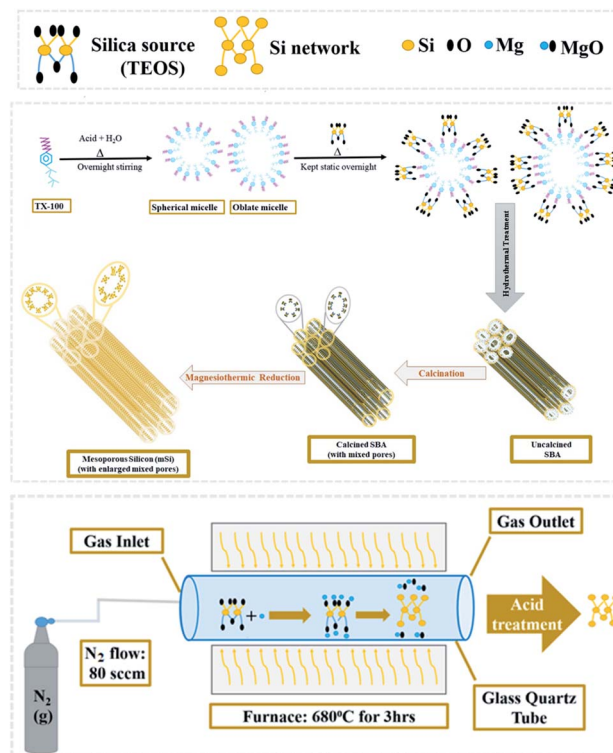 Silica source
(TEOS)
Si network
Si
O
Mg
MgO
Acid + H₂O
Δ
Overnight stirring
Δ
Kept static overnight
TX-100
Spherical micelle
Oblate micelle
Hydrothermal Treatment
Magnesiothermic Reduction
Calcination
Mesoporous Silicon (mSi)
(with enlarged mixed pores)
Calcined SBA
(with mixed pores)
Uncalcined
SBA
Gas Inlet
Gas Outlet
+
N₂ flow:
80 sccm
Acid
treatment
N₂
(g)
Furnace: 680⁰C for 3hrs
Glass Quartz
Tube